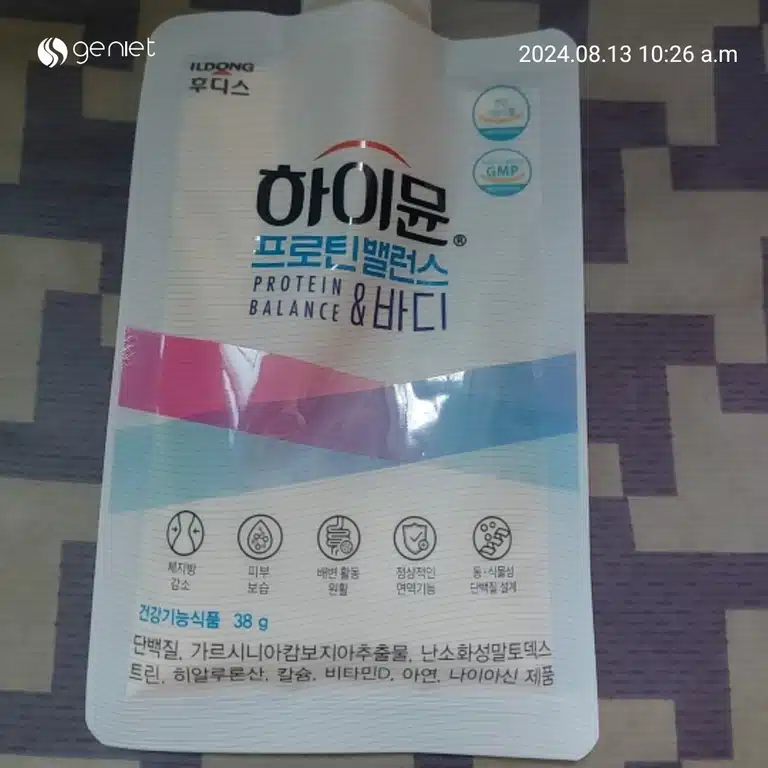 geniet
2024.08.13 10:26 a.m
ILDONG
후디스
GMP
하이뮨®
프로틴밸런스
PROTEIN
BALANCE &바디
체지방
감소
피부
보습
배변 활동
원활
정상적인
면역기능
동·식물성
단백질 설계
건강기능식품 38 g
단백질, 가르시니아캄보지아추출물, 난소화성말토덱스
트린, 히알루론산, 칼슘, 비타민D, 아연, 나이아신 제품